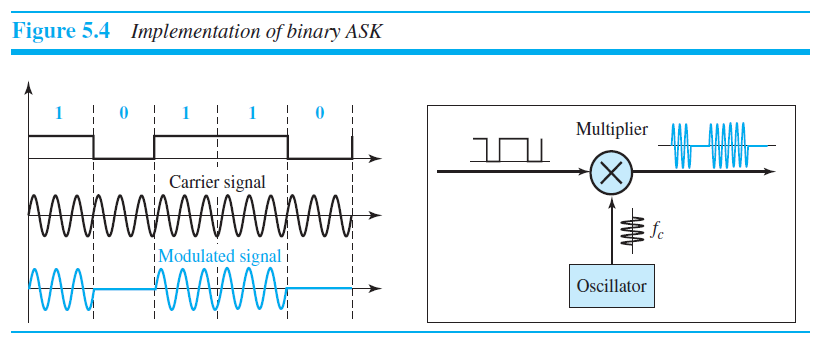 Figure 5.4 Implementation of binary ASK
1 0 1 1 0
Carrier signal
Modulated signal
Multiplier
fc
Oscillator